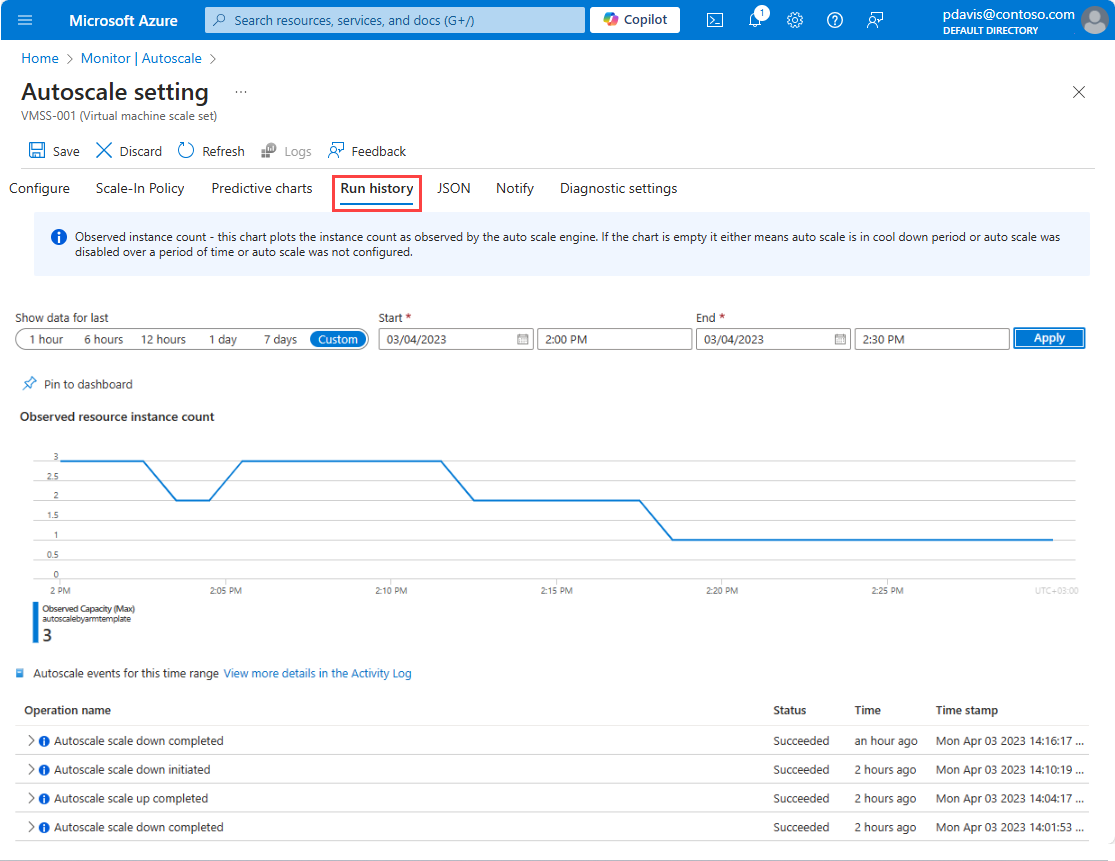 Microsoft Azure
Search resources, services, and docs (G+/)
Copilot
1
pdavis@contoso.com
DEFAULT DIRECTORY
Home > Monitor | Autoscale >
Autoscale setting ...
VMSS-001 (Virtual machine scale set)
Save Discard Refresh Logs Feedback
Configure Scale-In Policy Predictive charts Run history JSON Notify Diagnostic settings
Observed instance count - this chart plots the instance count as observed by the auto scale engine. If the chart is empty it either means auto scale is in cool down period or auto scale was
disabled over a period of time or auto scale was not configured.
Show data for last Start * End *
1 hour 6 hours 12 hours 1 day 7 days Custom 03/04/2023 2:00 PM 03/04/2023 2:30 PM Apply
Pin to dashboard
Observed resource instance count
3
2.5
2
1.5
1
0.5
0
2 PM 2:05 PM 2:10 PM 2:15 PM 2:20 PM 2:25 PM UTC+03:00
Observed Capacity (Max)
autoscalebyarmtemplate
3
Autoscale events for this time range View more details in the Activity Log
Operation name Status Time Time stamp
Autoscale scale down completed Succeeded an hour ago Mon Apr 03 2023 14:16:17 ...
Autoscale scale down initiated Succeeded 2 hours ago Mon Apr 03 2023 14:10:19 ...
Autoscale scale up completed Succeeded 2 hours ago Mon Apr 03 2023 14:04:17 ...
Autoscale scale down completed Succeeded 2 hours ago Mon Apr 03 2023 14:01:53 ...